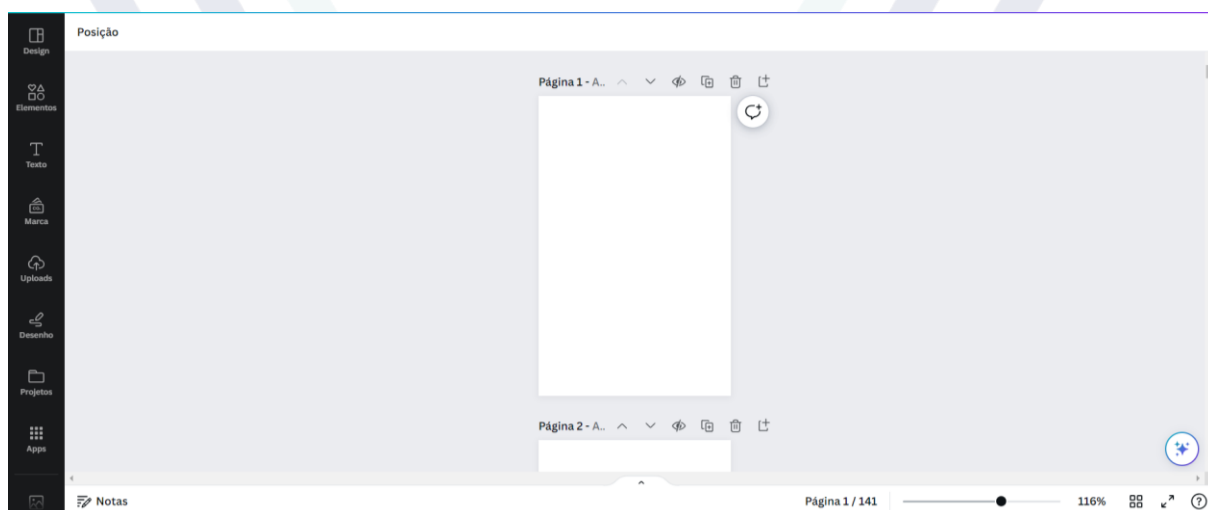 Posição
Design
Elementos
Texto
Marca
Uploads
Desenho
Projetos
Apps
Página 1 - A..
Página 2 - A..
Notas
Página 1 / 141
116%